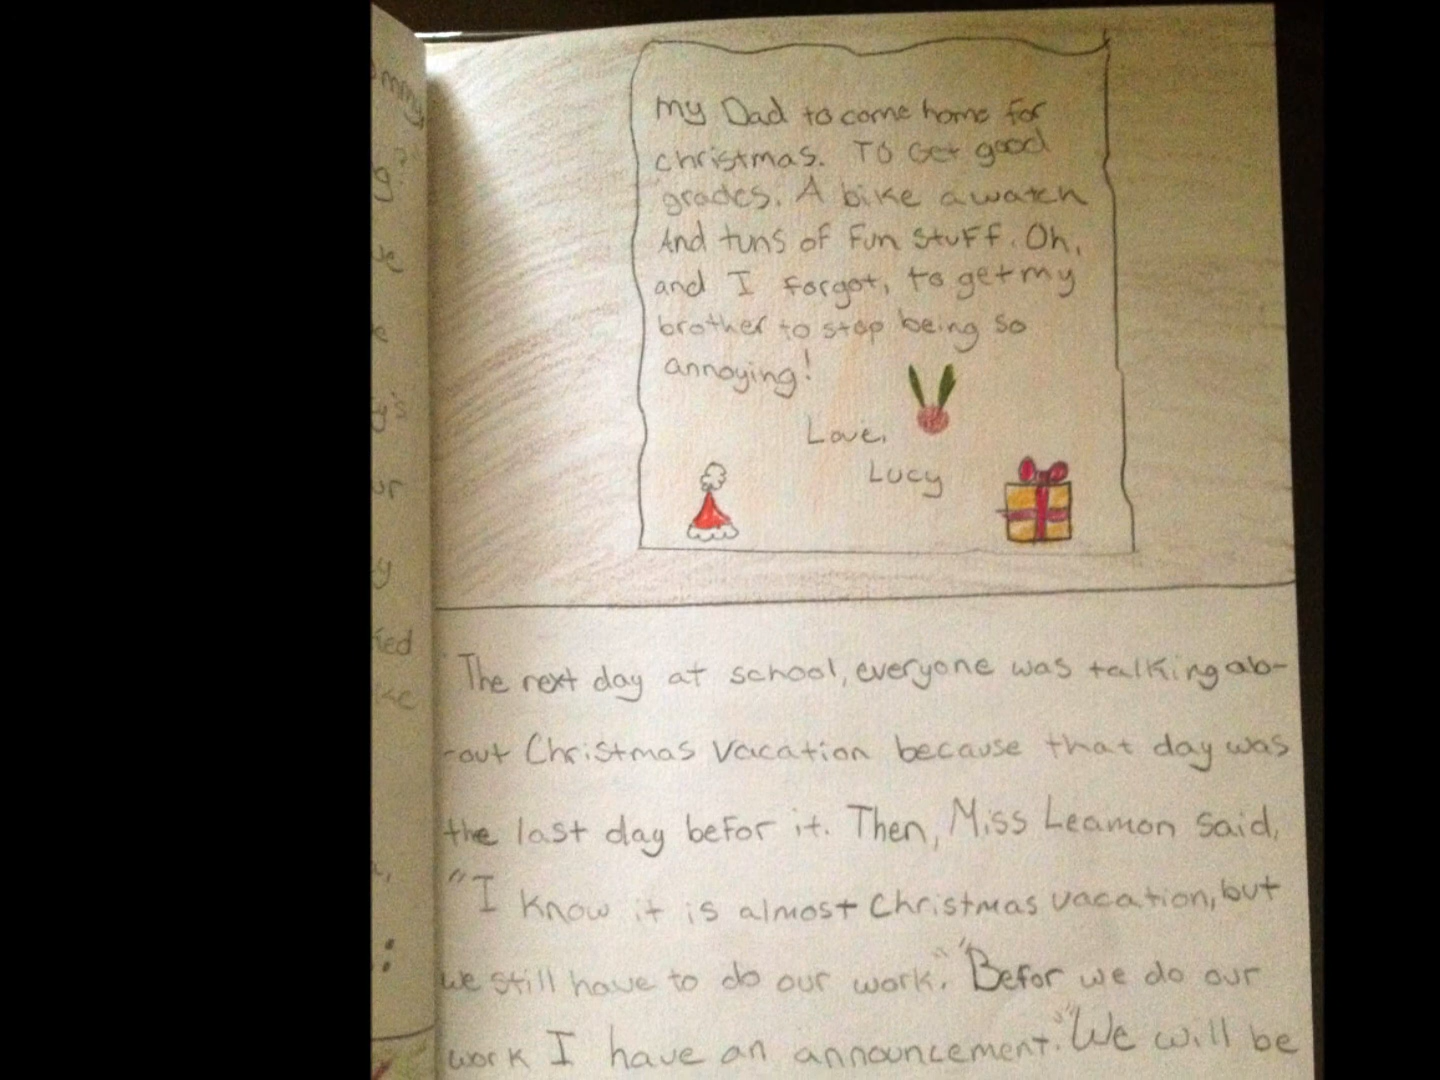 my Dad to come home for
christmas. To Get good
grades. A bike a watch
And tuns of Fun StuFF. Oh,
and I forgot, to get my
brother to stop being so
annoying!
Love,
Lucy
The next day at school, everyone was talking ab-
-out Christmas Vacation because that day was
the last day befor it. Then, Miss Leamon said,
"I know it is almost Christmas vacation, but
we still have to do our work." "Befor we do our
work I have an announcement." "We will be